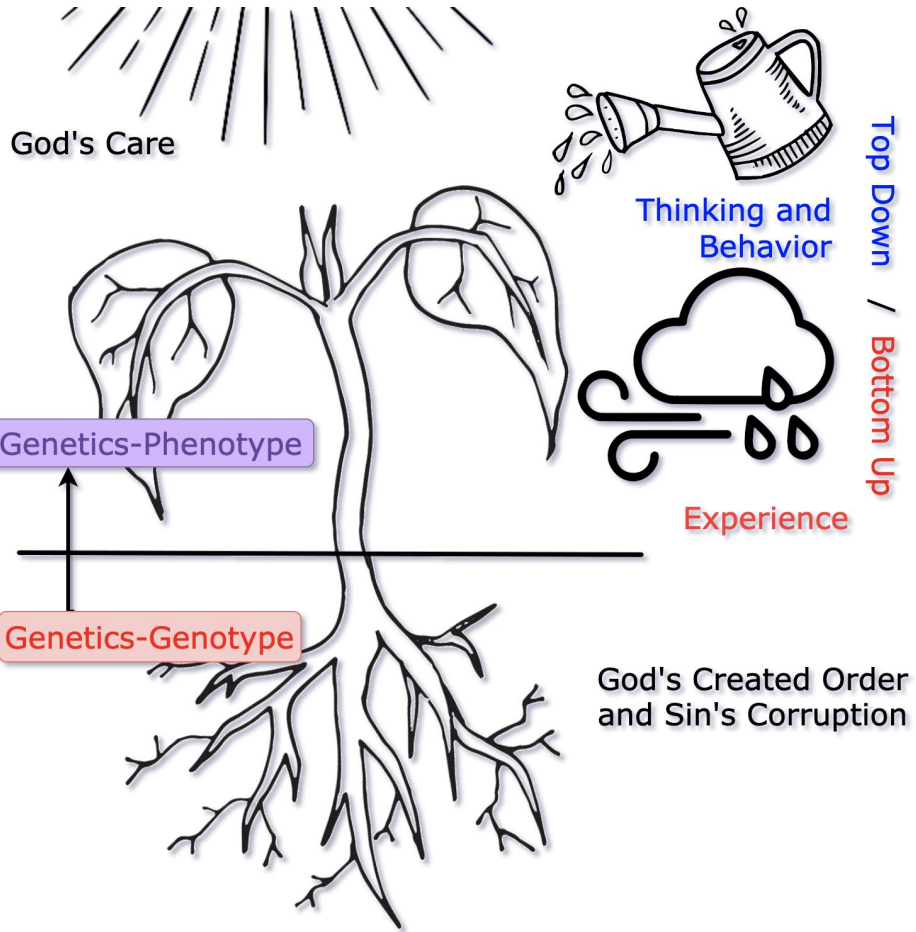 God's Care
Thinking and
Behavior
Top Down / Bottom Up
Genetics-Phenotype
Experience
Genetics-Genotype
God's Created Order
and Sin's Corruption